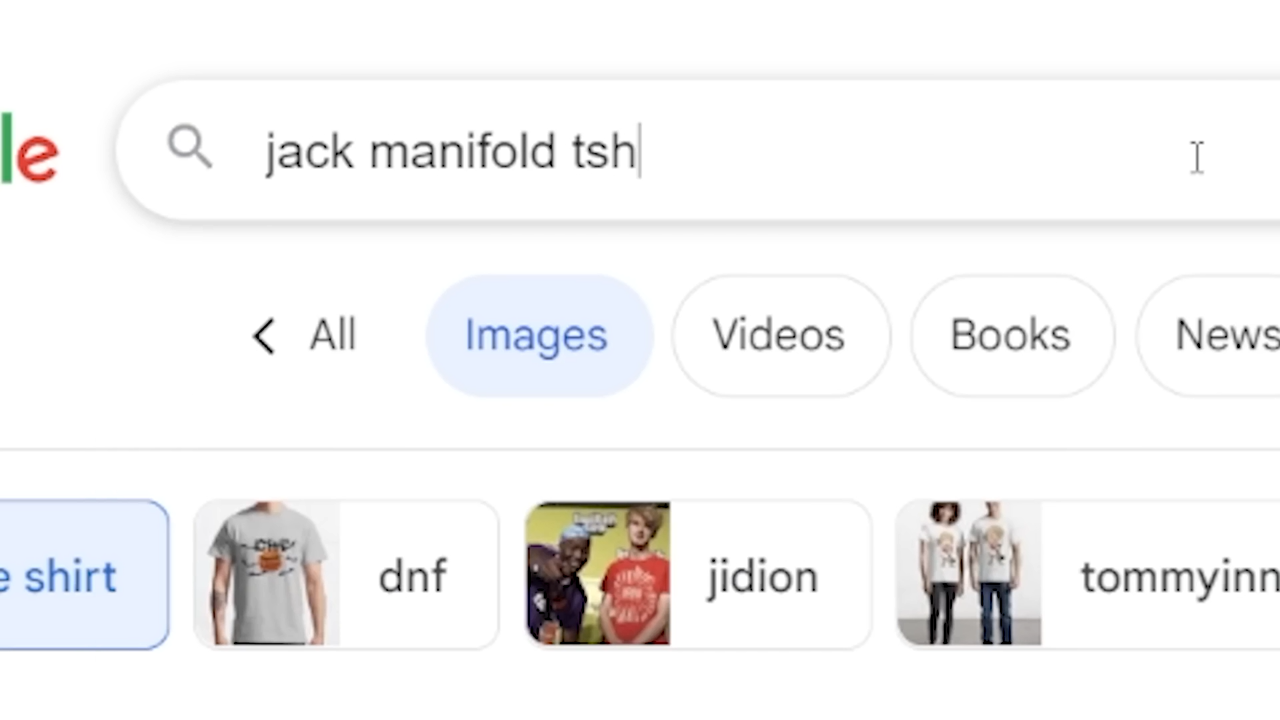 le
jack manifold tsh
All Images Videos Books News
e shirt dnf jidion tommyinn